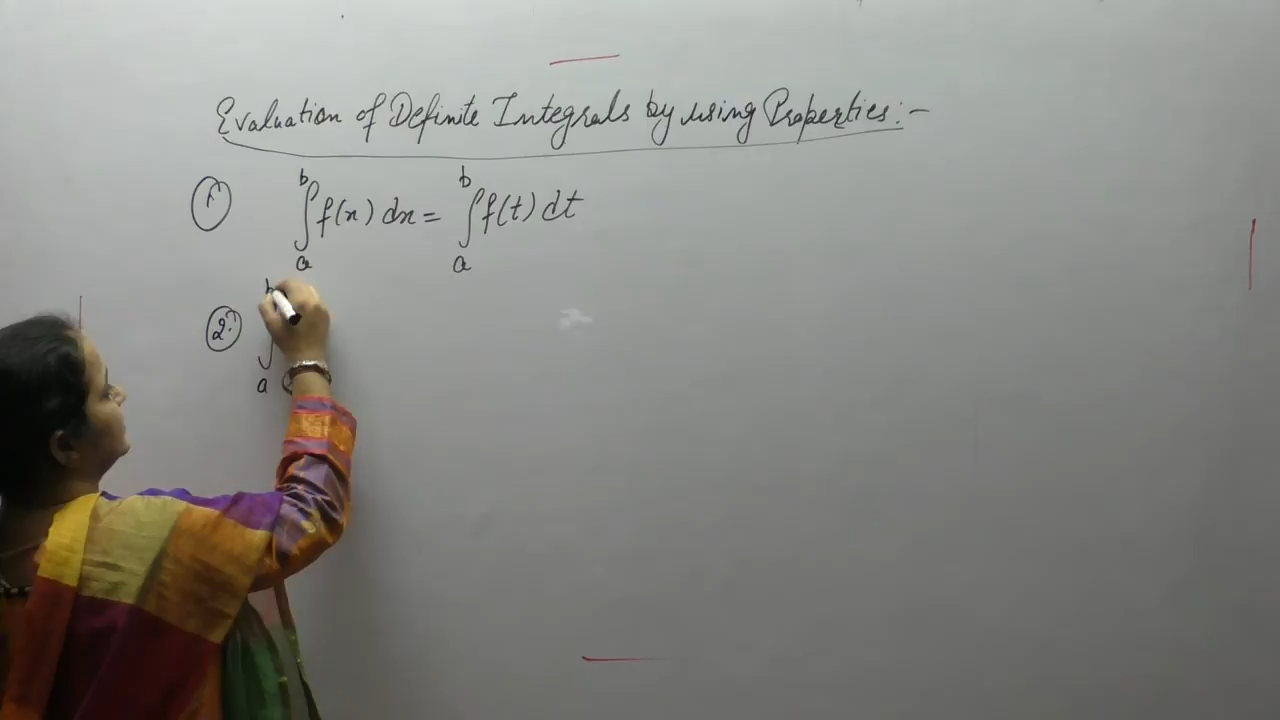 Evaluation of Definite Integrals by using Properties:-
1. ∫_a^b f(x) dx = ∫_a^b f(t) dt
2. ∫_a^b